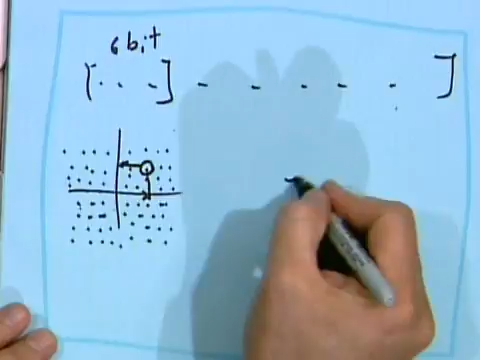 6 bit
[ . . - ] - - - - - ]